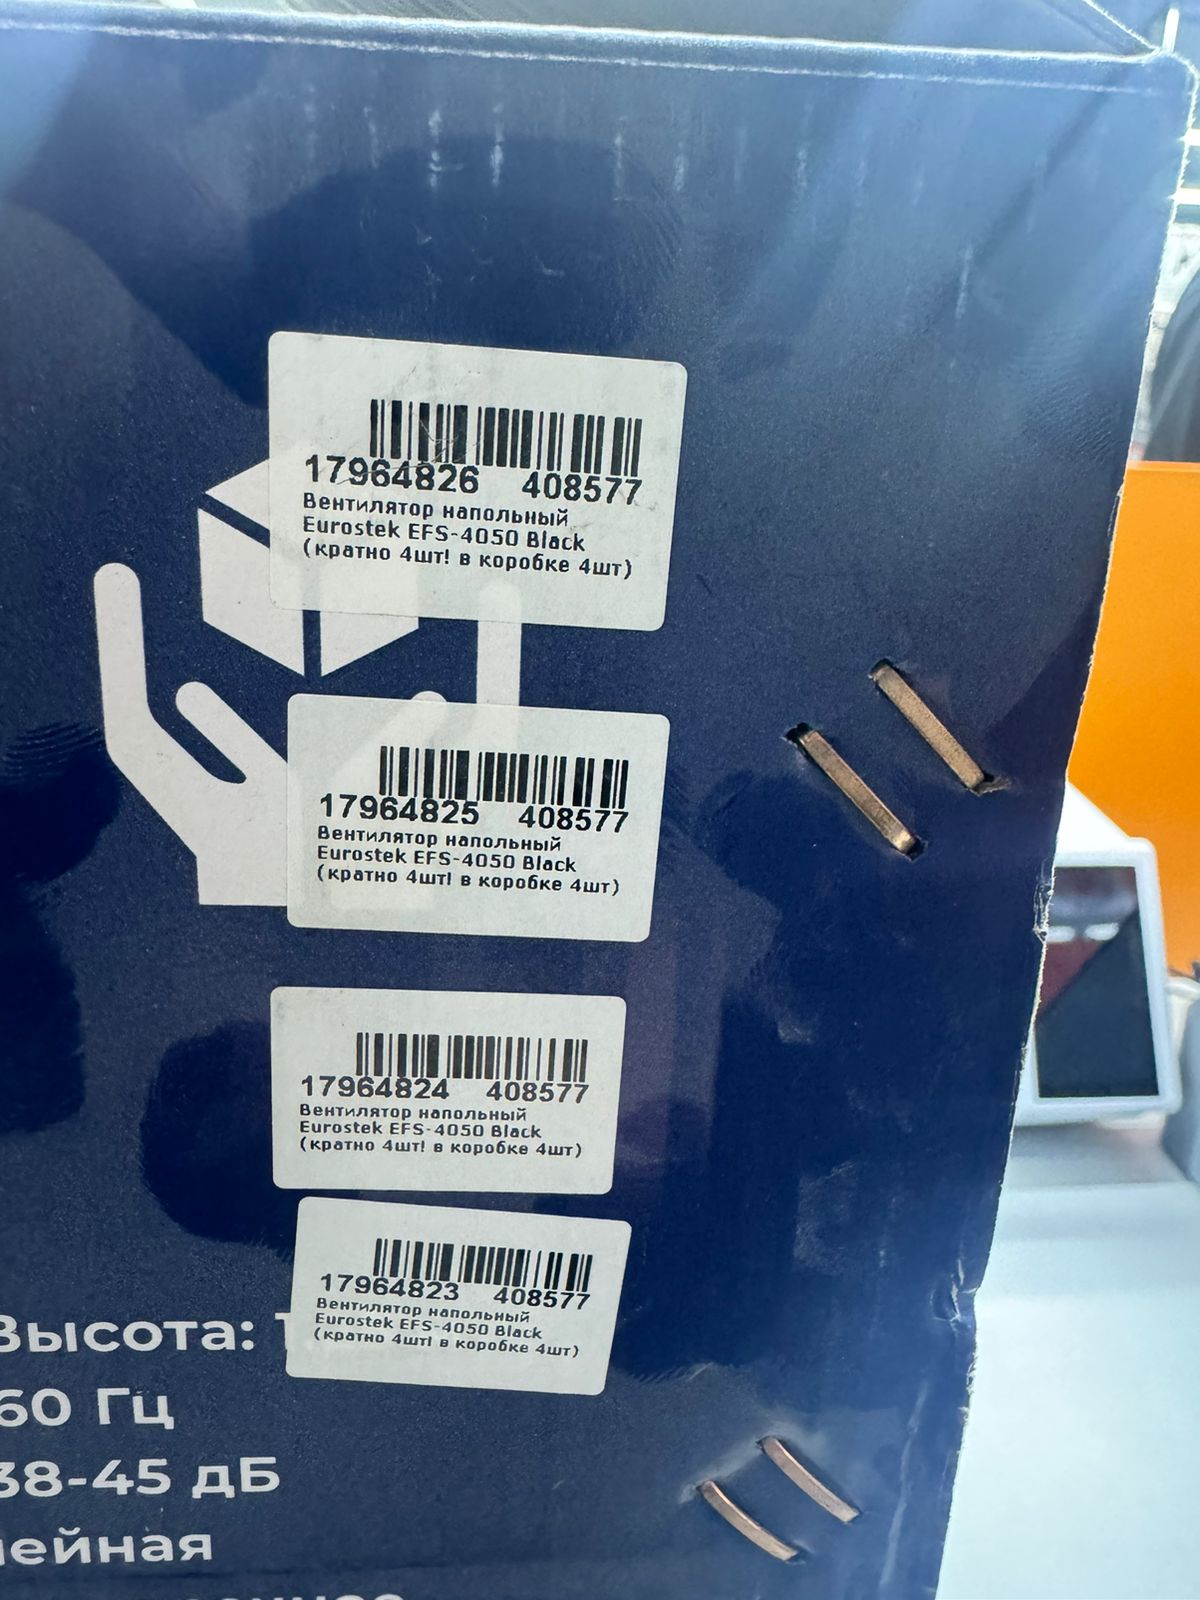 17964826 408577
Вентилятор напольный
Eurostek EFS-4050 Black
(кратно 4шт! в коробке 4шт)
17964825 408577
Вентилятор напольный
Eurostek EFS-4050 Black
(кратно 4шт! в коробке 4шт)
17964824 408577
Вентилятор напольный
Eurostek EFS-4050 Black
(кратно 4шт! в коробке 4шт)
17964823 408577
Вентилятор напольный
Eurostek EFS-4050 Black
(кратно 4шт! в коробке 4шт)
Высота:
60 Гц
38-45 дБ